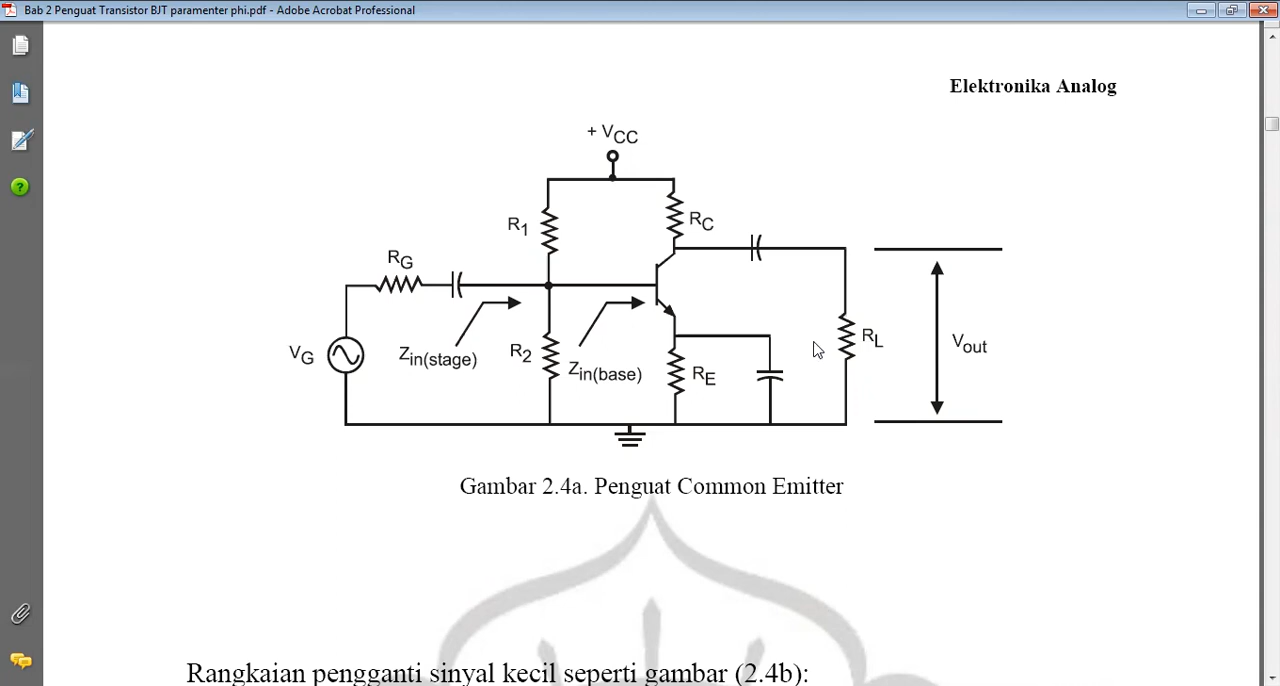 Bab 2 Penguat Transistor BJT paramenter phi.pdf - Adobe Acrobat Professional
Elektronika Analog
+ VCC
R1
RC
RG
VG
Zin(stage)
R2
Zin(base)
RE
RL
Vout
Gambar 2.4a. Penguat Common Emitter
Rangkaian pengganti sinyal kecil seperti gambar (2.4b):